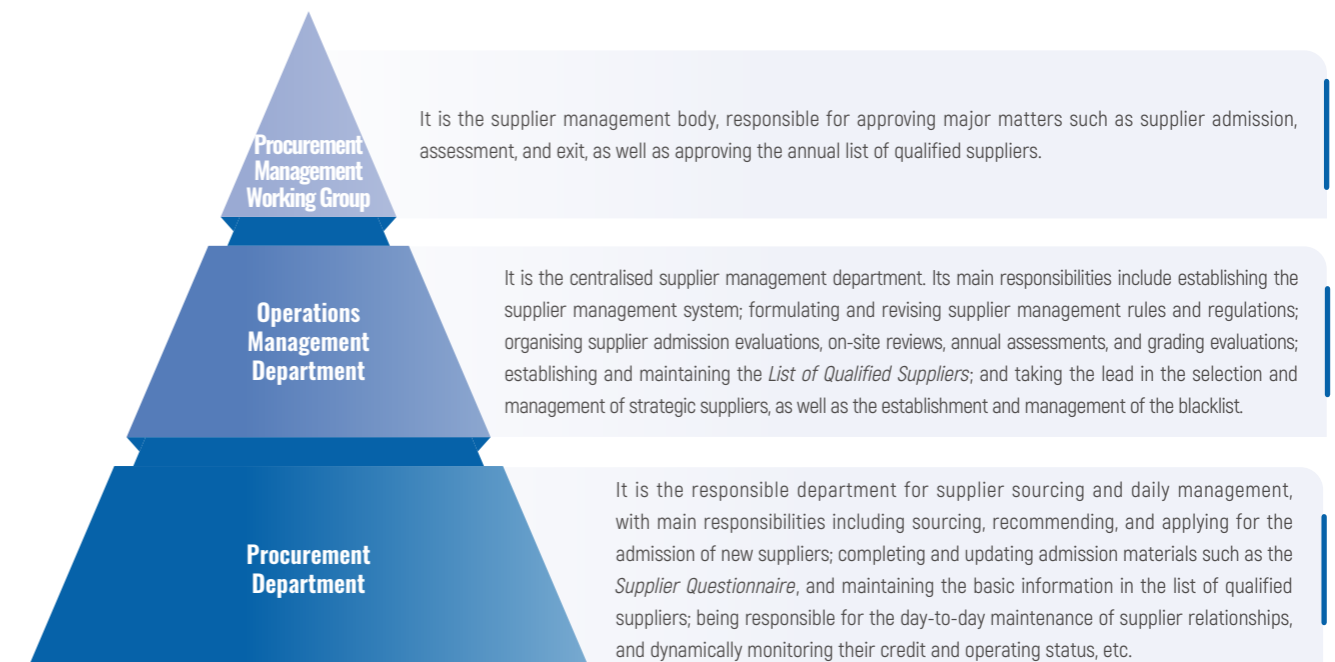 Procurement
Management
Working Group
It is the supplier management body, responsible for approving major matters such as supplier admission,
assessment, and exit, as well as approving the annual list of qualified suppliers.
Operations
Management
Department
It is the centralised supplier management department. Its main responsibilities include establishing the
supplier management system; formulating and revising supplier management rules and regulations;
organising supplier admission evaluations, on-site reviews, annual assessments, and grading evaluations;
establishing and maintaining the List of Qualified Suppliers; and taking the lead in the selection and
management of strategic suppliers, as well as the establishment and management of the blacklist.
Procurement
Department
It is the responsible department for supplier sourcing and daily management,
with main responsibilities including sourcing, recommending, and applying for the
admission of new suppliers; completing and updating admission materials such as the
Supplier Questionnaire, and maintaining the basic information in the list of qualified
suppliers; being responsible for the day-to-day maintenance of supplier relationships,
and dynamically monitoring their credit and operating status, etc.